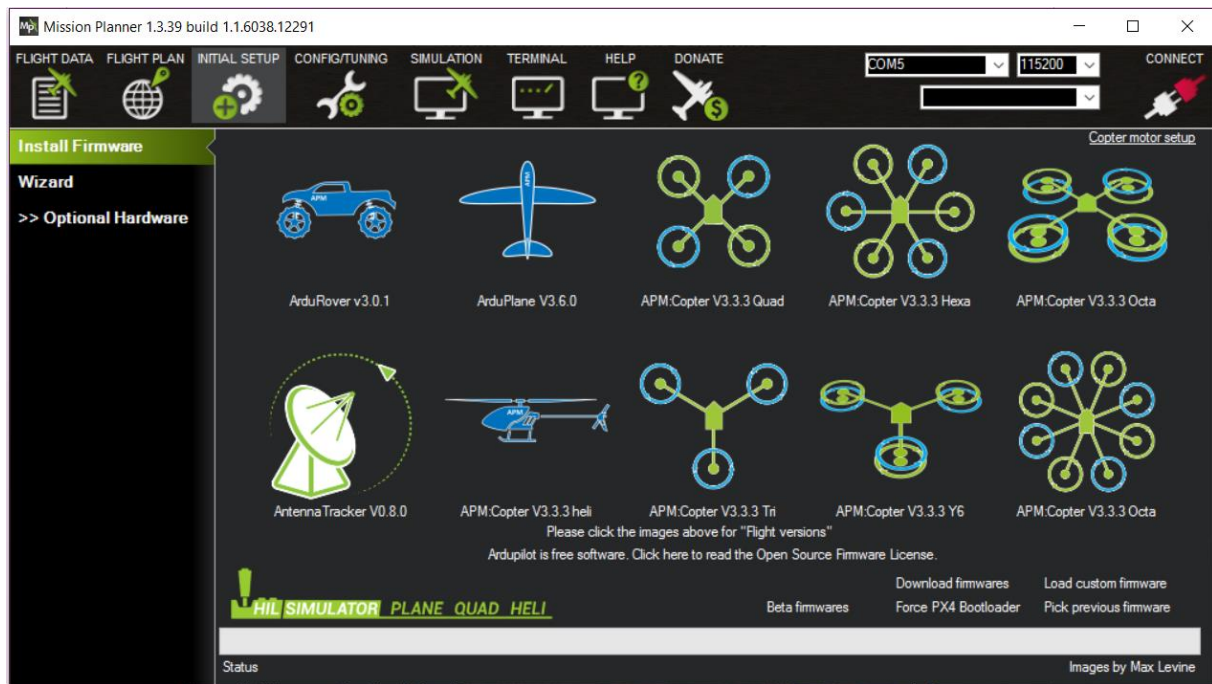 Mission Planner 1.3.39 build 1.1.6038.12291
FLIGHT DATA FLIGHT PLAN INITIAL SETUP CONFIG/TUNING SIMULATION TERMINAL HELP DONATE
COM5 115200 CONNECT
Install Firmware
Wizard
>> Optional Hardware
Copter motor setup
APM APM
ArduRover v3.0.1 ArduPlane V3.6.0 APM:Copter V3.3.3 Quad APM:Copter V3.3.3 Hexa APM:Copter V3.3.3 Octa
APM
AntennaTracker V0.8.0 APM:Copter V3.3.3 heli APM:Copter V3.3.3 Tri APM:Copter V3.3.3 Y6 APM:Copter V3.3.3 Octa
Please click the images above for "Flight versions"
Ardupilot is free software. Click here to read the Open Source Firmware License.
HIL SIMULATOR PLANE QUAD HELI
Download firmwares Load custom firmware
Beta firmwares Force PX4 Bootloader Pick previous firmware
Status Images by Max Levine